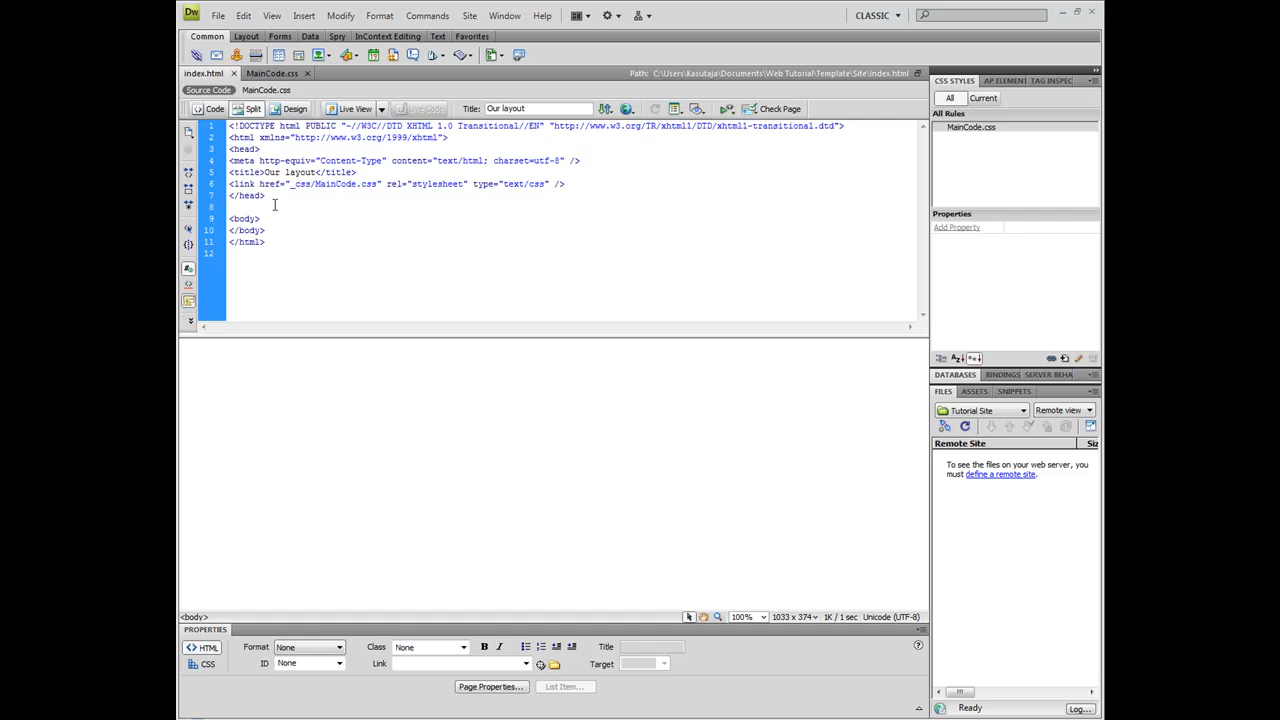 Dw File Edit View Insert Modify Format Commands Site Window Help CLASSIC
Common Layout Forms Data Spry InContext Editing Text Favorites
index.html × MainCode.css × Path: C:\Users\Kasutaja\Documents\Web Tutorial\Template\Site\index.html
Source Code MainCode.css
Code Split Design Live View Live Code Title: Our layout Check Page
1 <!DOCTYPE html PUBLIC "-//W3C//DTD XHTML 1.0 Transitional//EN" "http://www.w3.org/TR/xhtml1/DTD/xhtml1-transitional.dtd">
2 <html xmlns="http://www.w3.org/1999/xhtml">
3 <head>
4 <meta http-equiv="Content-Type" content="text/html; charset=utf-8" />
5 <title>Our layout</title>
6 <link href="_css/MainCode.css" rel="stylesheet" type="text/css" />
7 </head>
8
9 <body>
10 </body>
11 </html>
12
<body> 100% 1033 x 374 1K / 1 sec Unicode (UTF-8)
PROPERTIES
<> HTML Format None Class None B I Title
CSS ID None Link Target
Page Properties... List Item...
CSS STYLES AP ELEMENT TAG INSPEC
All Current
All Rules
MainCode.css
Properties
Add Property
DATABASES BINDINGS SERVER BEHA
FILES ASSETS SNIPPETS
Tutorial Site Remote view
Remote Site Siz
To see the files on your web server, you
must define a remote site.
Ready Log...